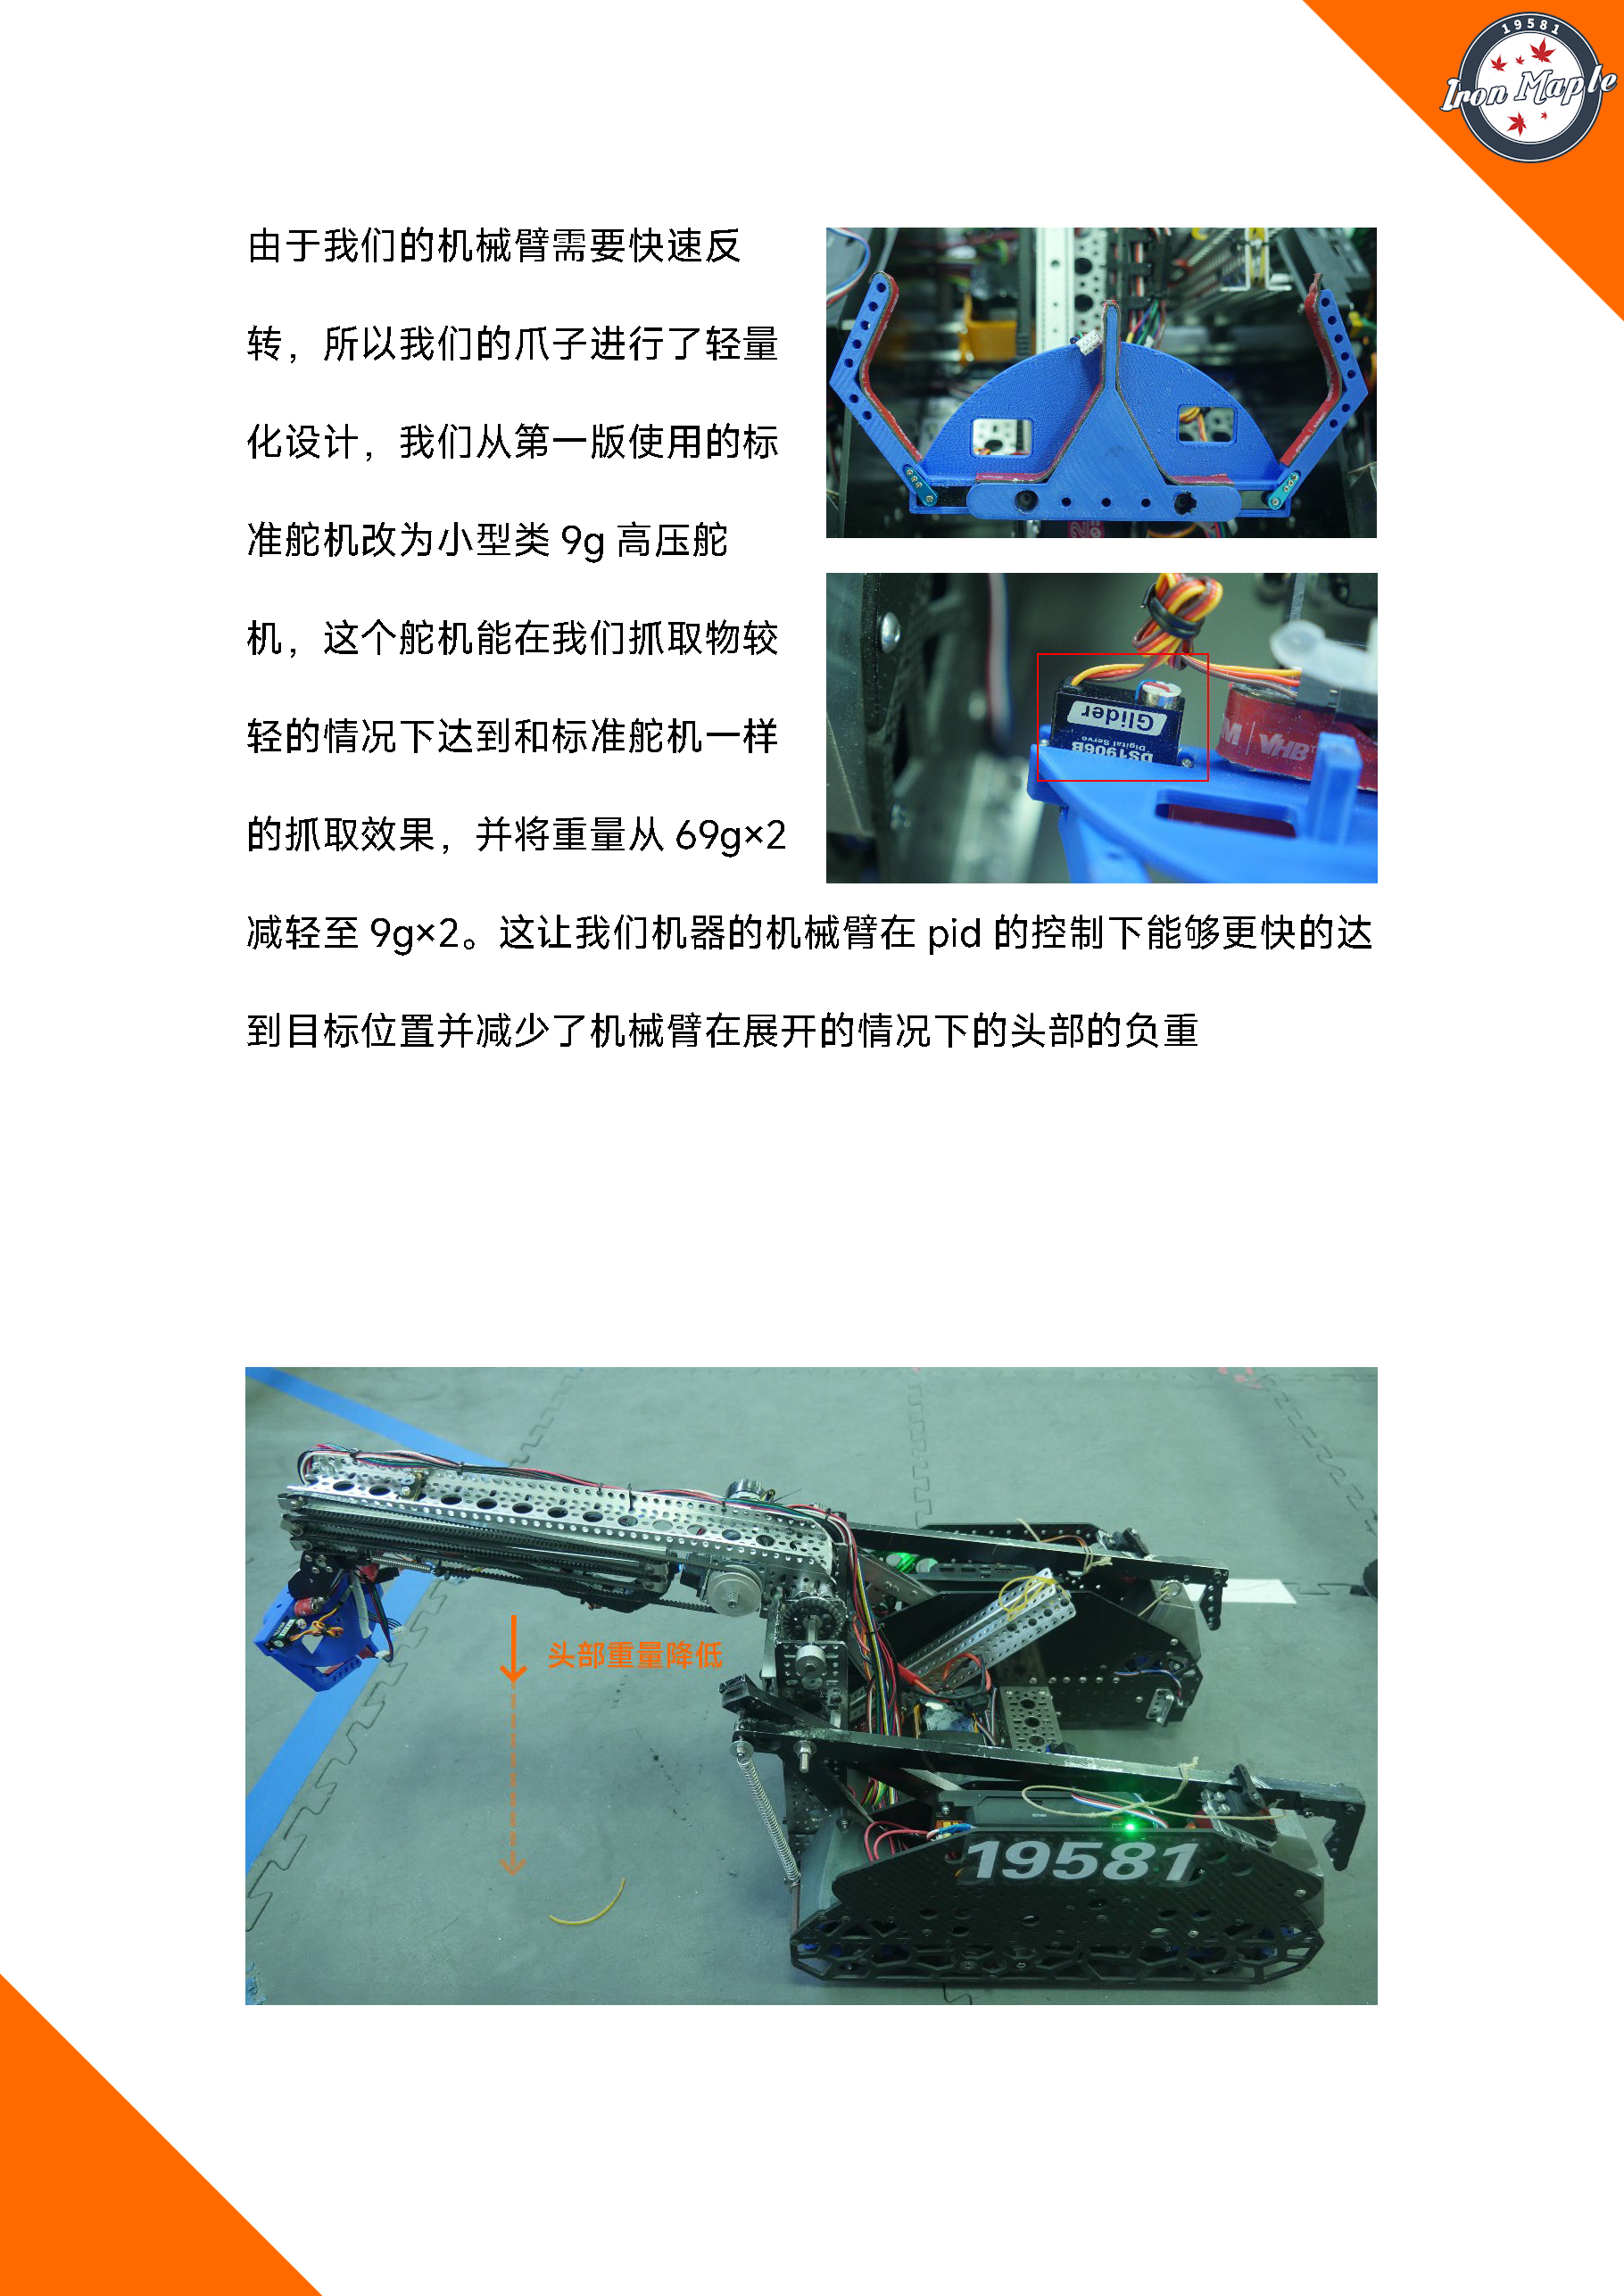 19581
Iron Maple
由于我们的机械臂需要快速反
转，所以我们的爪子进行了轻量
化设计，我们从第一版使用的标
准舵机改为小型类 9g 高压舵
机，这个舵机能在我们抓取物较
轻的情况下达到和标准舵机一样
的抓取效果，并将重量从 69g×2
减轻至 9g×2。这让我们机器的机械臂在 pid 的控制下能够更快的达
到目标位置并减少了机械臂在展开的情况下的头部的负重
Glider
Digital Servo
DS1906B
M VHB
头部重量降低
19581